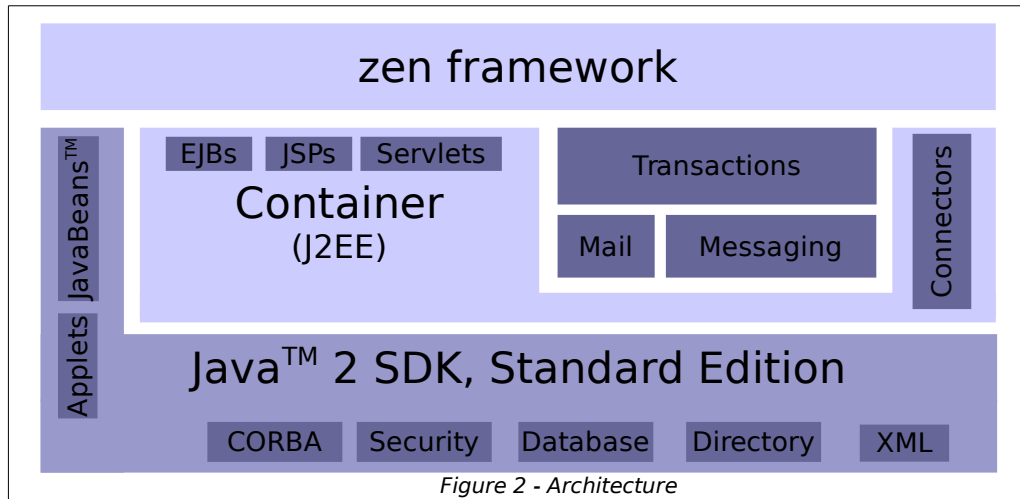 zen framework
JavaBeans™
EJBs
JSPs
Servlets
Container
(J2EE)
Transactions
Mail
Messaging
Connectors
Applets
Java™ 2 SDK, Standard Edition
CORBA
Security
Database
Directory
XML
Figure 2 - Architecture